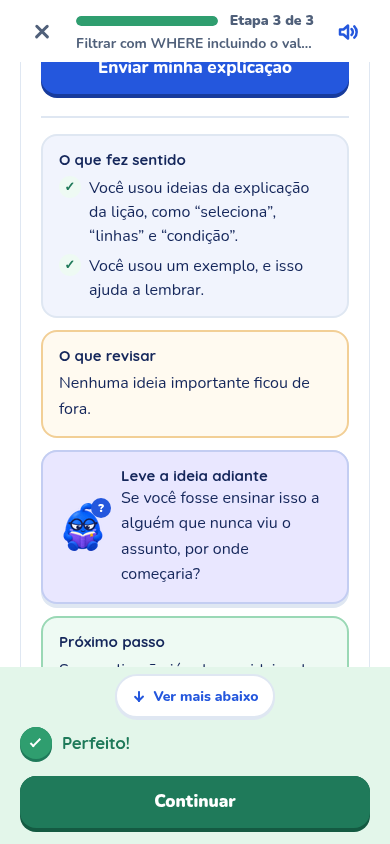 Etapa 3 de 3
Filtrar com WHERE incluindo o val...
Enviar minha explicação
O que fez sentido
✓ Você usou ideias da explicação
da lição, como “seleciona”,
“linhas” e “condição”.
✓ Você usou um exemplo, e isso
ajuda a lembrar.
O que revisar
Nenhuma ideia importante ficou de
fora.
Leve a ideia adiante
?
Se você fosse ensinar isso a
alguém que nunca viu o
assunto, por onde
começaria?
Próximo passo
↓ Ver mais abaixo
Perfeito!
Continuar